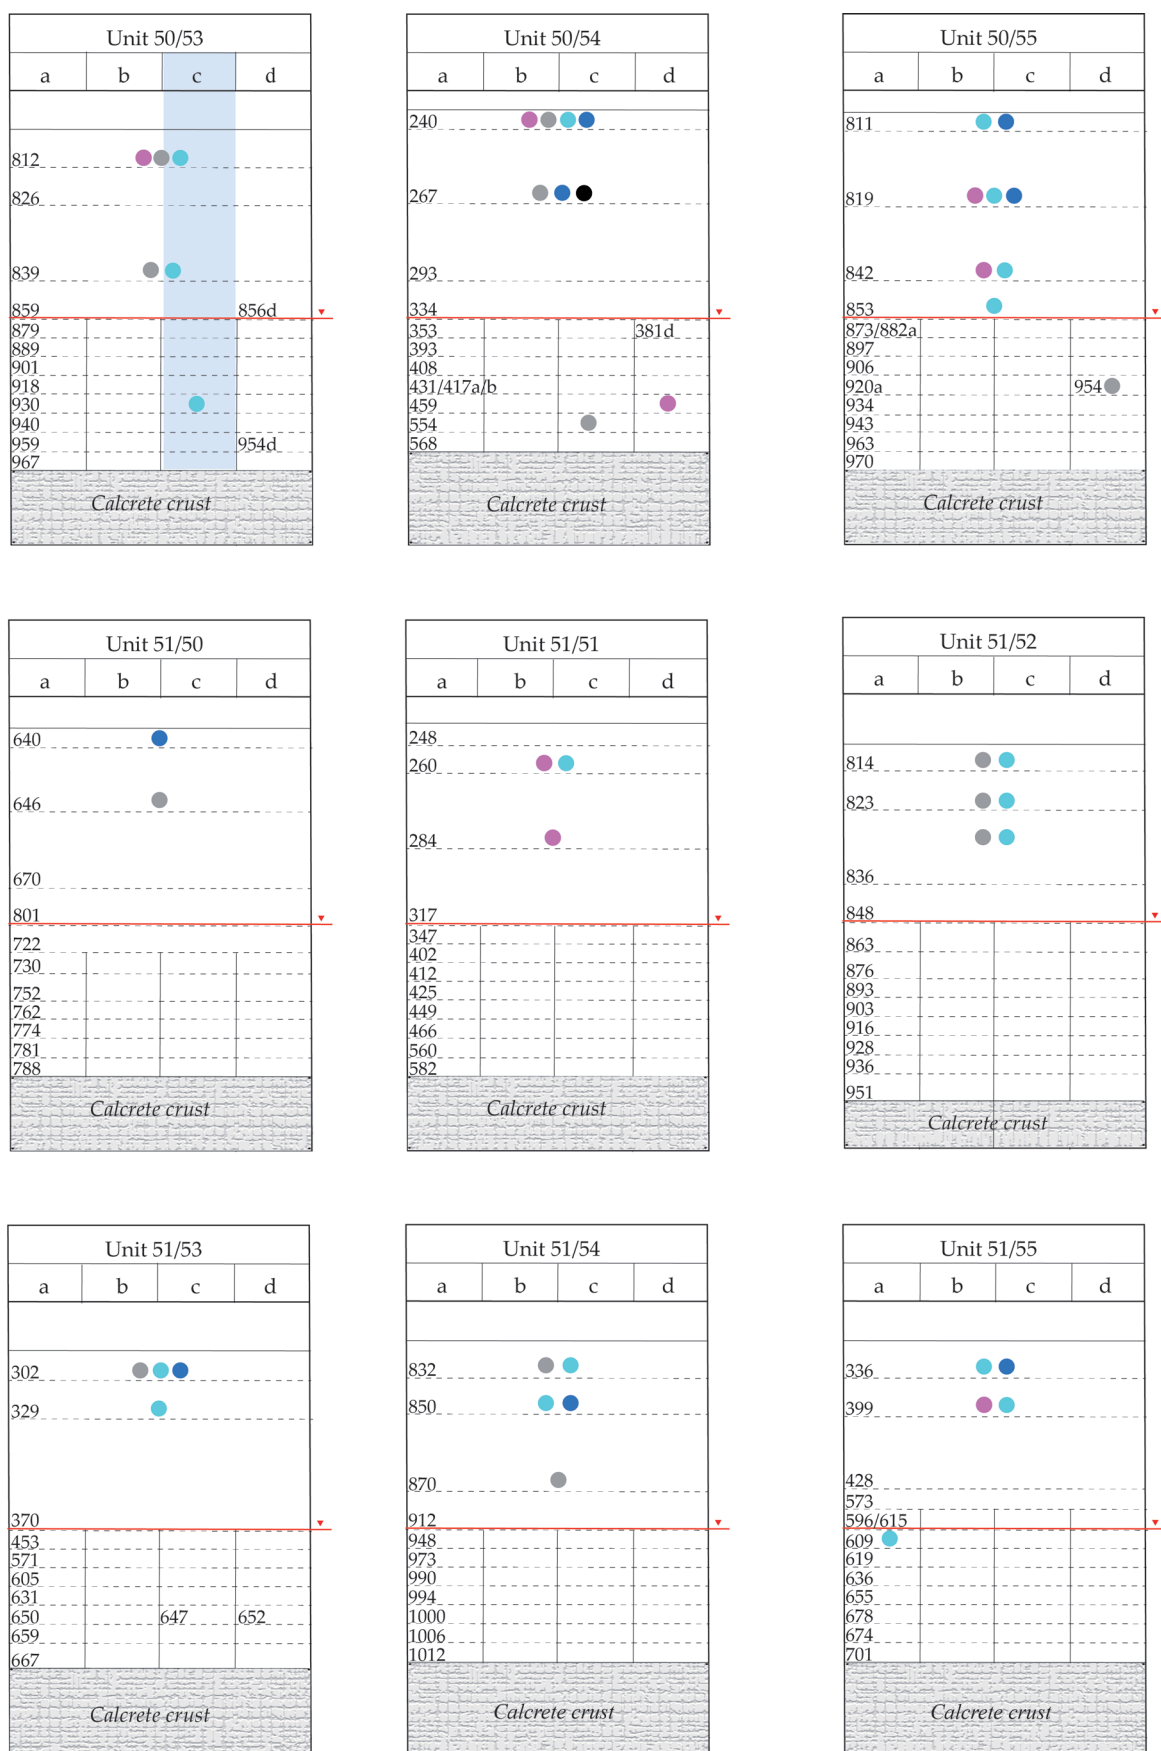 Unit 50/53
a b c d
812
826
839
859 856d
879
889
901
918
930
940
959 954d
967
Calcrete crust
Unit 50/54
a b c d
240
267
293
334
353 381d
393
408
431/417a/b
459
554
568
Calcrete crust
Unit 50/55
a b c d
811
819
842
853
873/882a
897
906
920a 954
934
943
963
970
Calcrete crust
Unit 51/50
a b c d
640
646
670
801
722
730
752
762
774
781
788
Calcrete crust
Unit 51/51
a b c d
248
260
284
317
347
402
412
425
449
466
560
582
Calcrete crust
Unit 51/52
a b c d
814
823
836
848
863
876
893
903
916
928
936
951
Calcrete crust
Unit 51/53
a b c d
302
329
370
453
571
605
631
650 647 652
659
667
Calcrete crust
Unit 51/54
a b c d
832
850
870
912
948
973
990
994
1000
1006
1012
Calcrete crust
Unit 51/55
a b c d
336
399
428
573
596/615
609
619
636
655
678
674
701
Calcrete crust